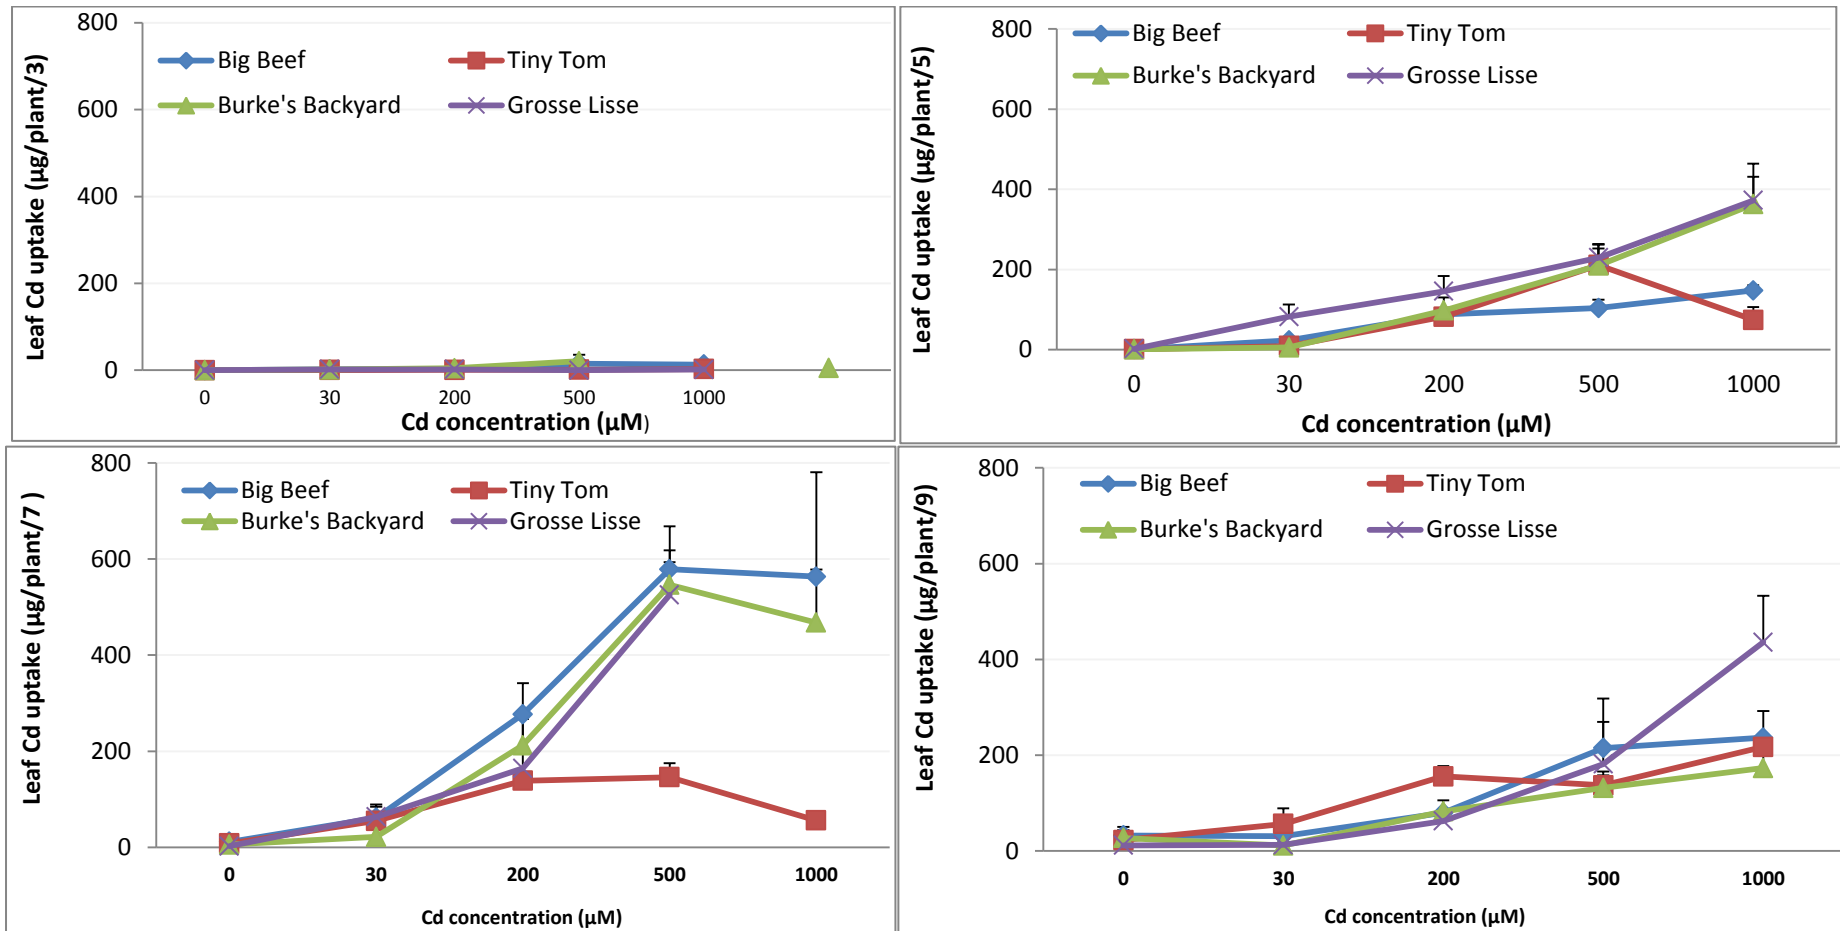 Leaf Cd uptake (µg/plant/3)
800
600
400
200
0
Big Beef Tiny Tom
Burke's Backyard Grosse Lisse
0 30 200 500 1000
Cd concentration (µM)
Leaf Cd uptake (µg/plant/5)
800
600
400
200
0
Big Beef Tiny Tom
Burke's Backyard Grosse Lisse
0 30 200 500 1000
Cd concentration (µM)
Leaf Cd uptake (µg/plant/7 )
800
600
400
200
0
Big Beef Tiny Tom
Burke's Backyard Grosse Lisse
0 30 200 500 1000
Cd concentration (µM)
Leaf Cd uptake (µg/plant/9)
800
600
400
200
0
Big Beef Tiny Tom
Burke's Backyard Grosse Lisse
0 30 200 500 1000
Cd concentration (µM)